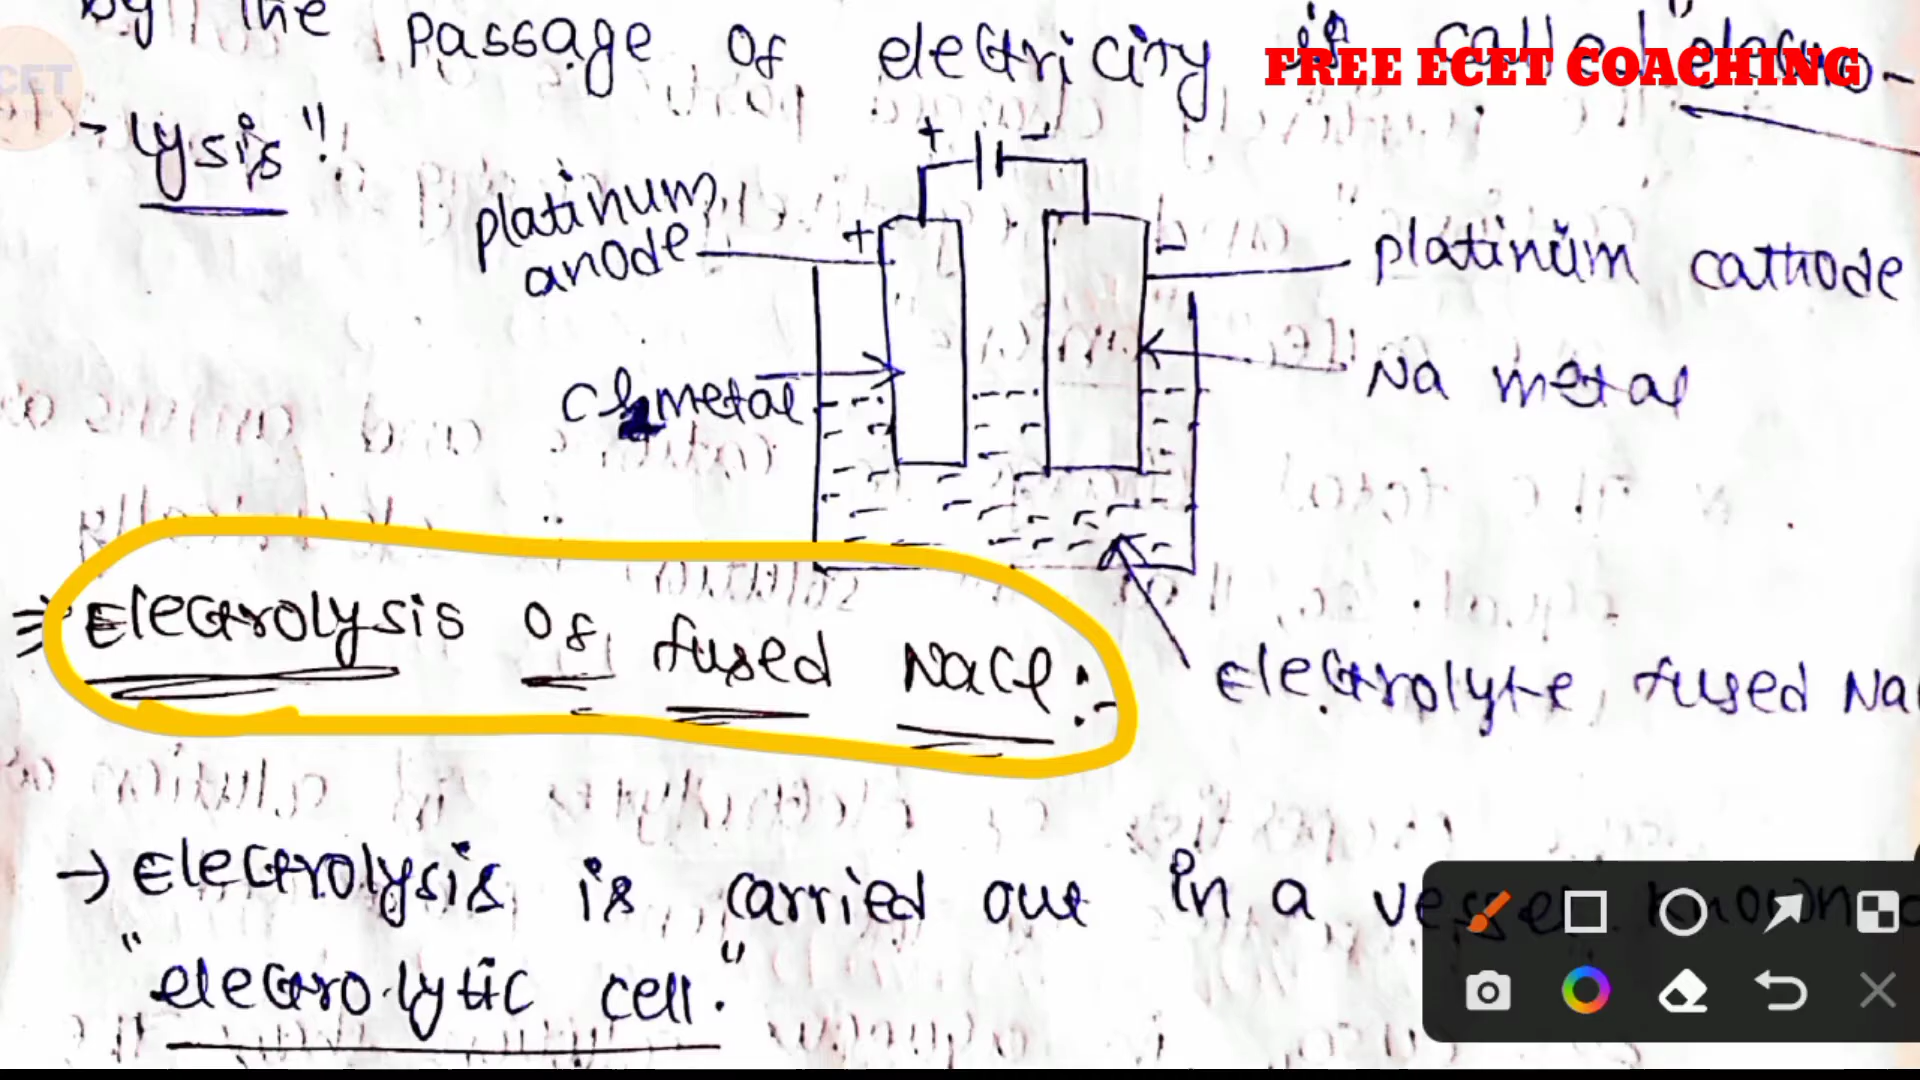 by the passage of electricity is called "electro-
FREE ECET COACHING
CET
- lysis"
+ -
platinum
anode
+
-
platinum cathode
Cl2 metal
Na metal
Electrolysis of fused NaCl :-
Electrolyte, fused Na
→ Electrolysis is carried out in a vessel known
"electrolytic cell."